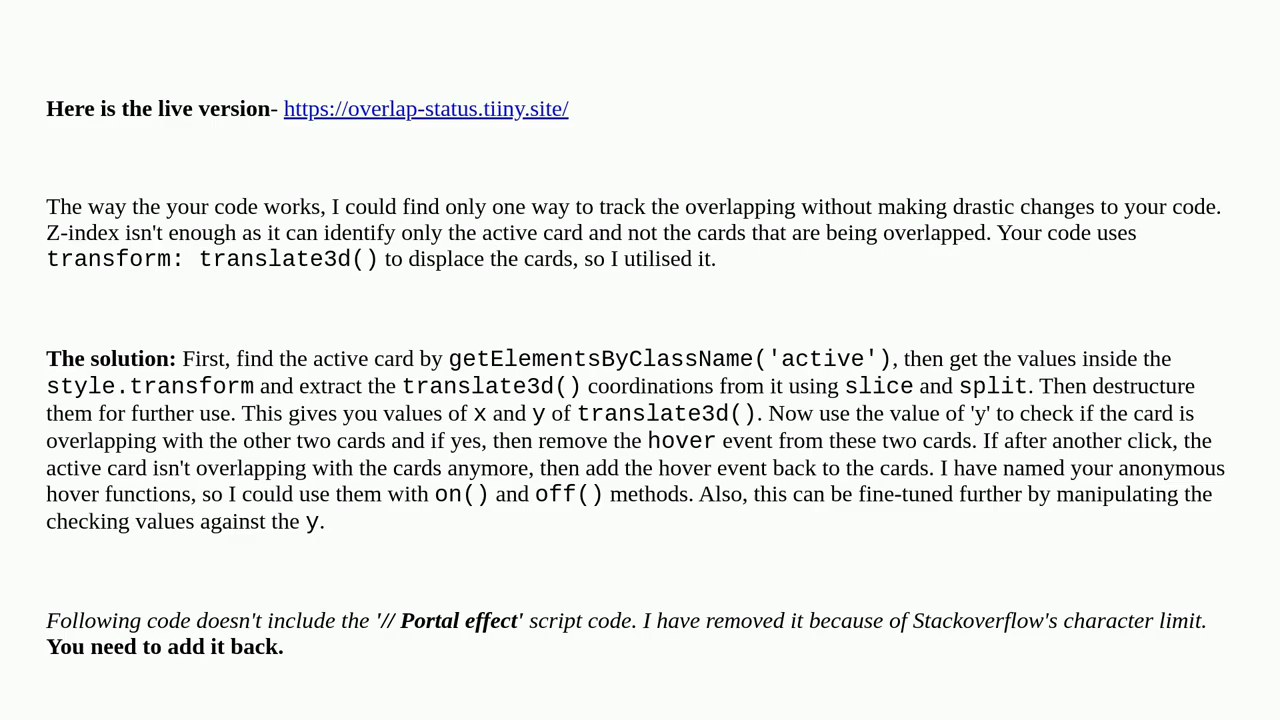 Here is the live version- https://overlap-status.tiiny.site/
The way the your code works, I could find only one way to track the overlapping without making drastic changes to your code.
Z-index isn't enough as it can identify only the active card and not the cards that are being overlapped. Your code uses
transform: translate3d() to displace the cards, so I utilised it.
The solution: First, find the active card by getElementsByClassName('active'), then get the values inside the
style.transform and extract the translate3d() coordinations from it using slice and split. Then destructure
them for further use. This gives you values of x and y of translate3d(). Now use the value of 'y' to check if the card is
overlapping with the other two cards and if yes, then remove the hover event from these two cards. If after another click, the
active card isn't overlapping with the cards anymore, then add the hover event back to the cards. I have named your anonymous
hover functions, so I could use them with on() and off() methods. Also, this can be fine-tuned further by manipulating the
checking values against the y.
Following code doesn't include the '// Portal effect' script code. I have removed it because of Stackoverflow's character limit.
You need to add it back.